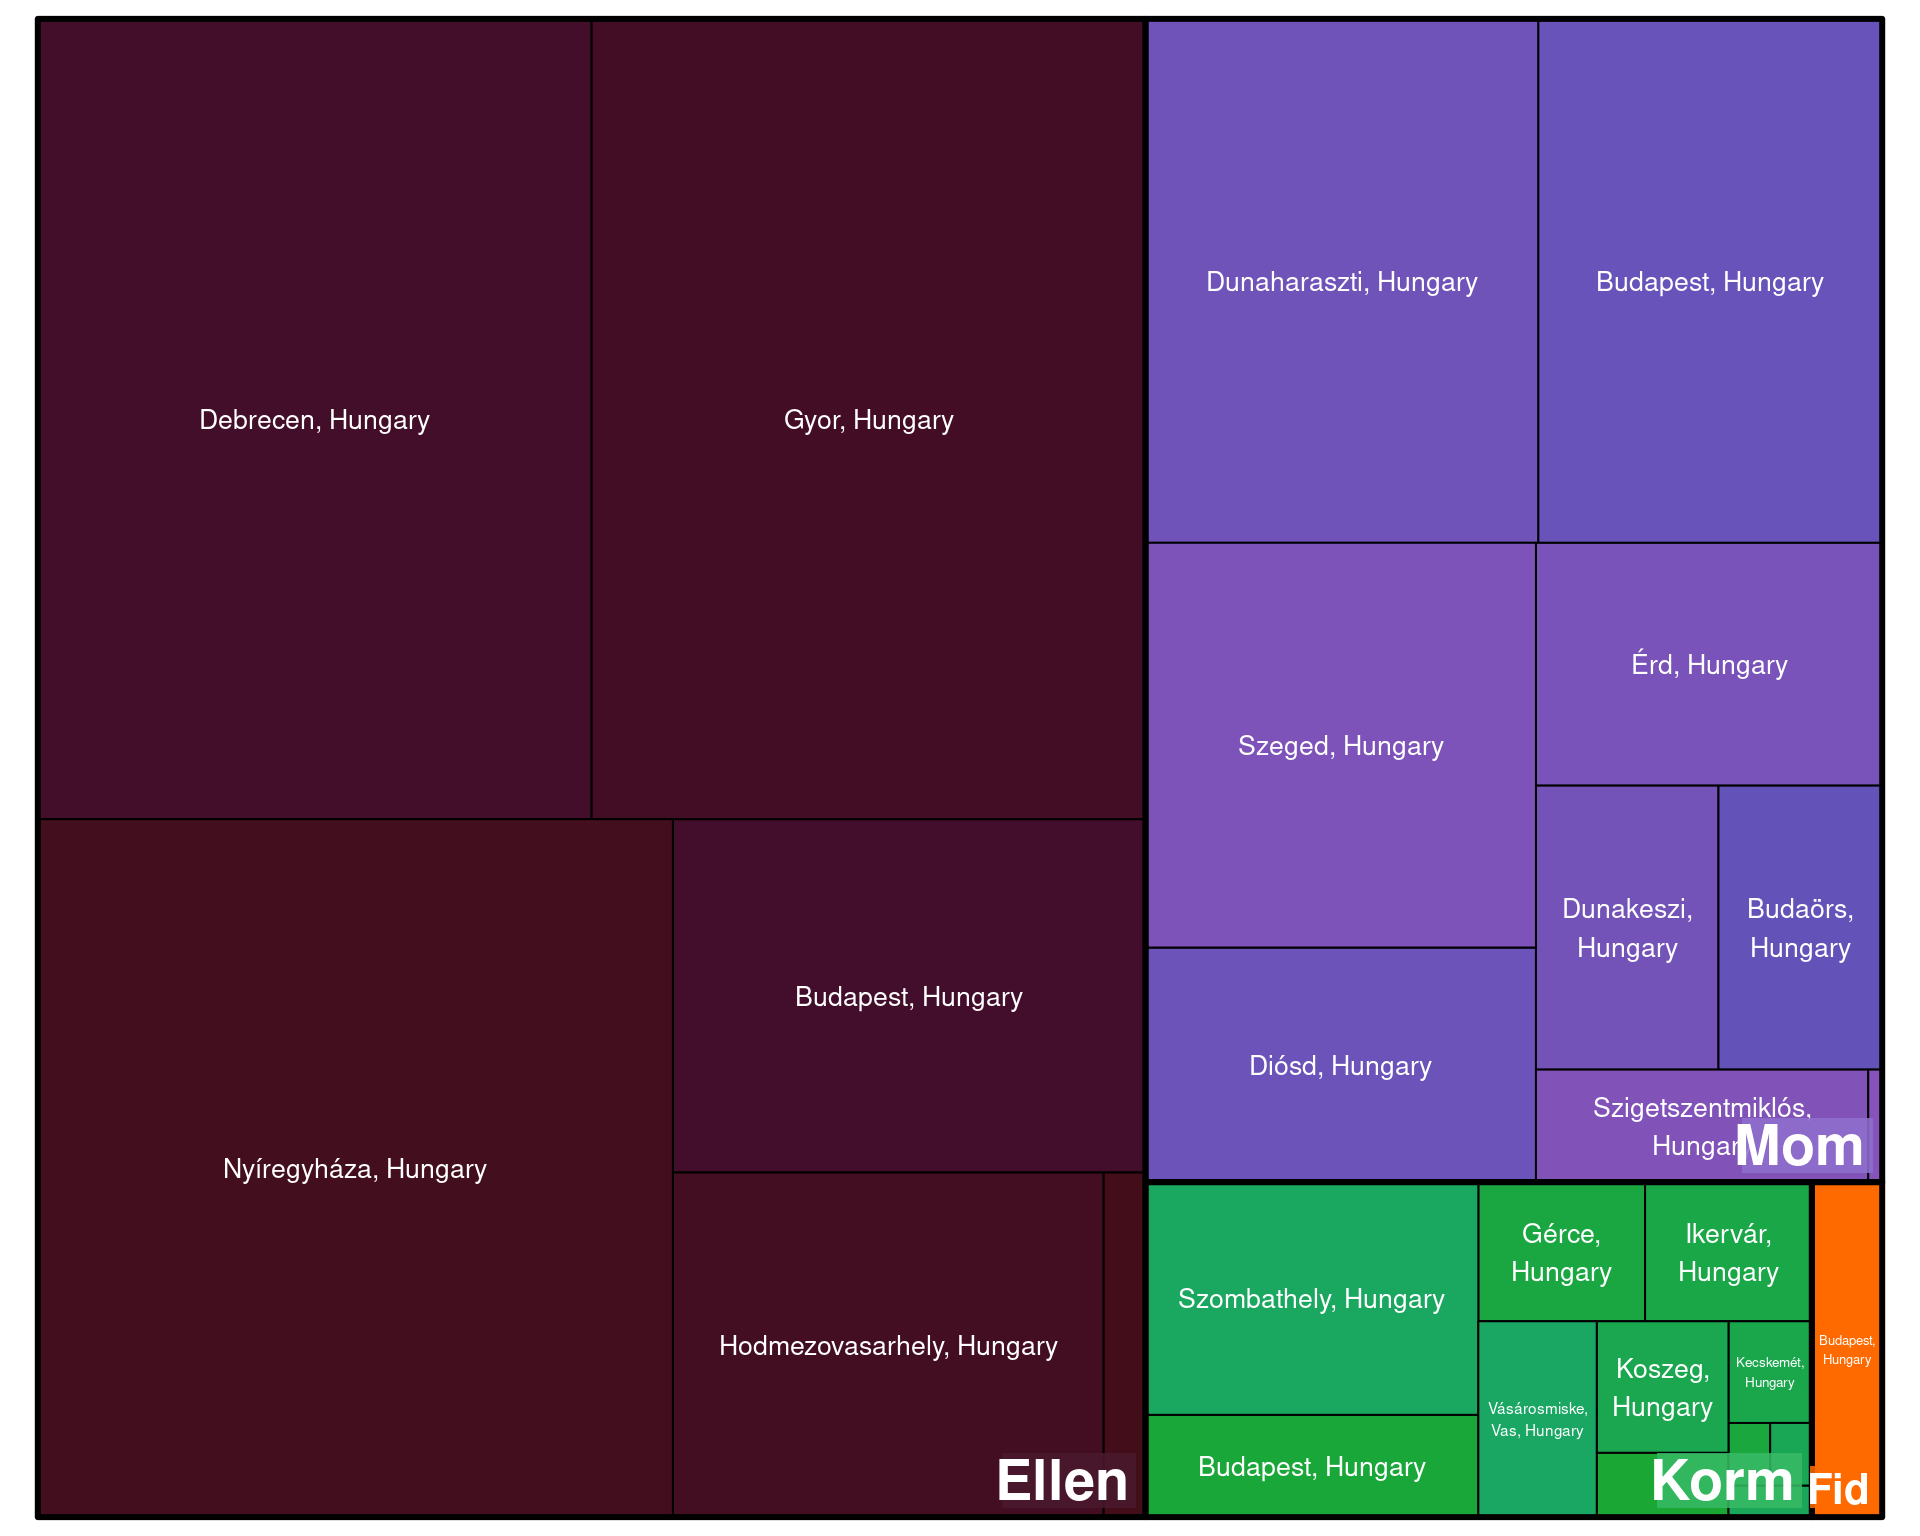 Debrecen, Hungary
Gyor, Hungary
Nyíregyháza, Hungary
Budapest, Hungary
Hodmezovasarhely, Hungary
Ellen
Dunaharaszti, Hungary
Budapest, Hungary
Szeged, Hungary
Érd, Hungary
Dunakeszi,
Hungary
Budaörs,
Hungary
Diósd, Hungary
Szigetszentmiklós,
Hungary
Mom
Szombathely, Hungary
Gérce,
Hungary
Ikervár,
Hungary
Budapest, Hungary
Vásárosmiske,
Vas, Hungary
Koszeg,
Hungary
Kecskemét,
Hungary
Korm
Budapest,
Hungary
Fid